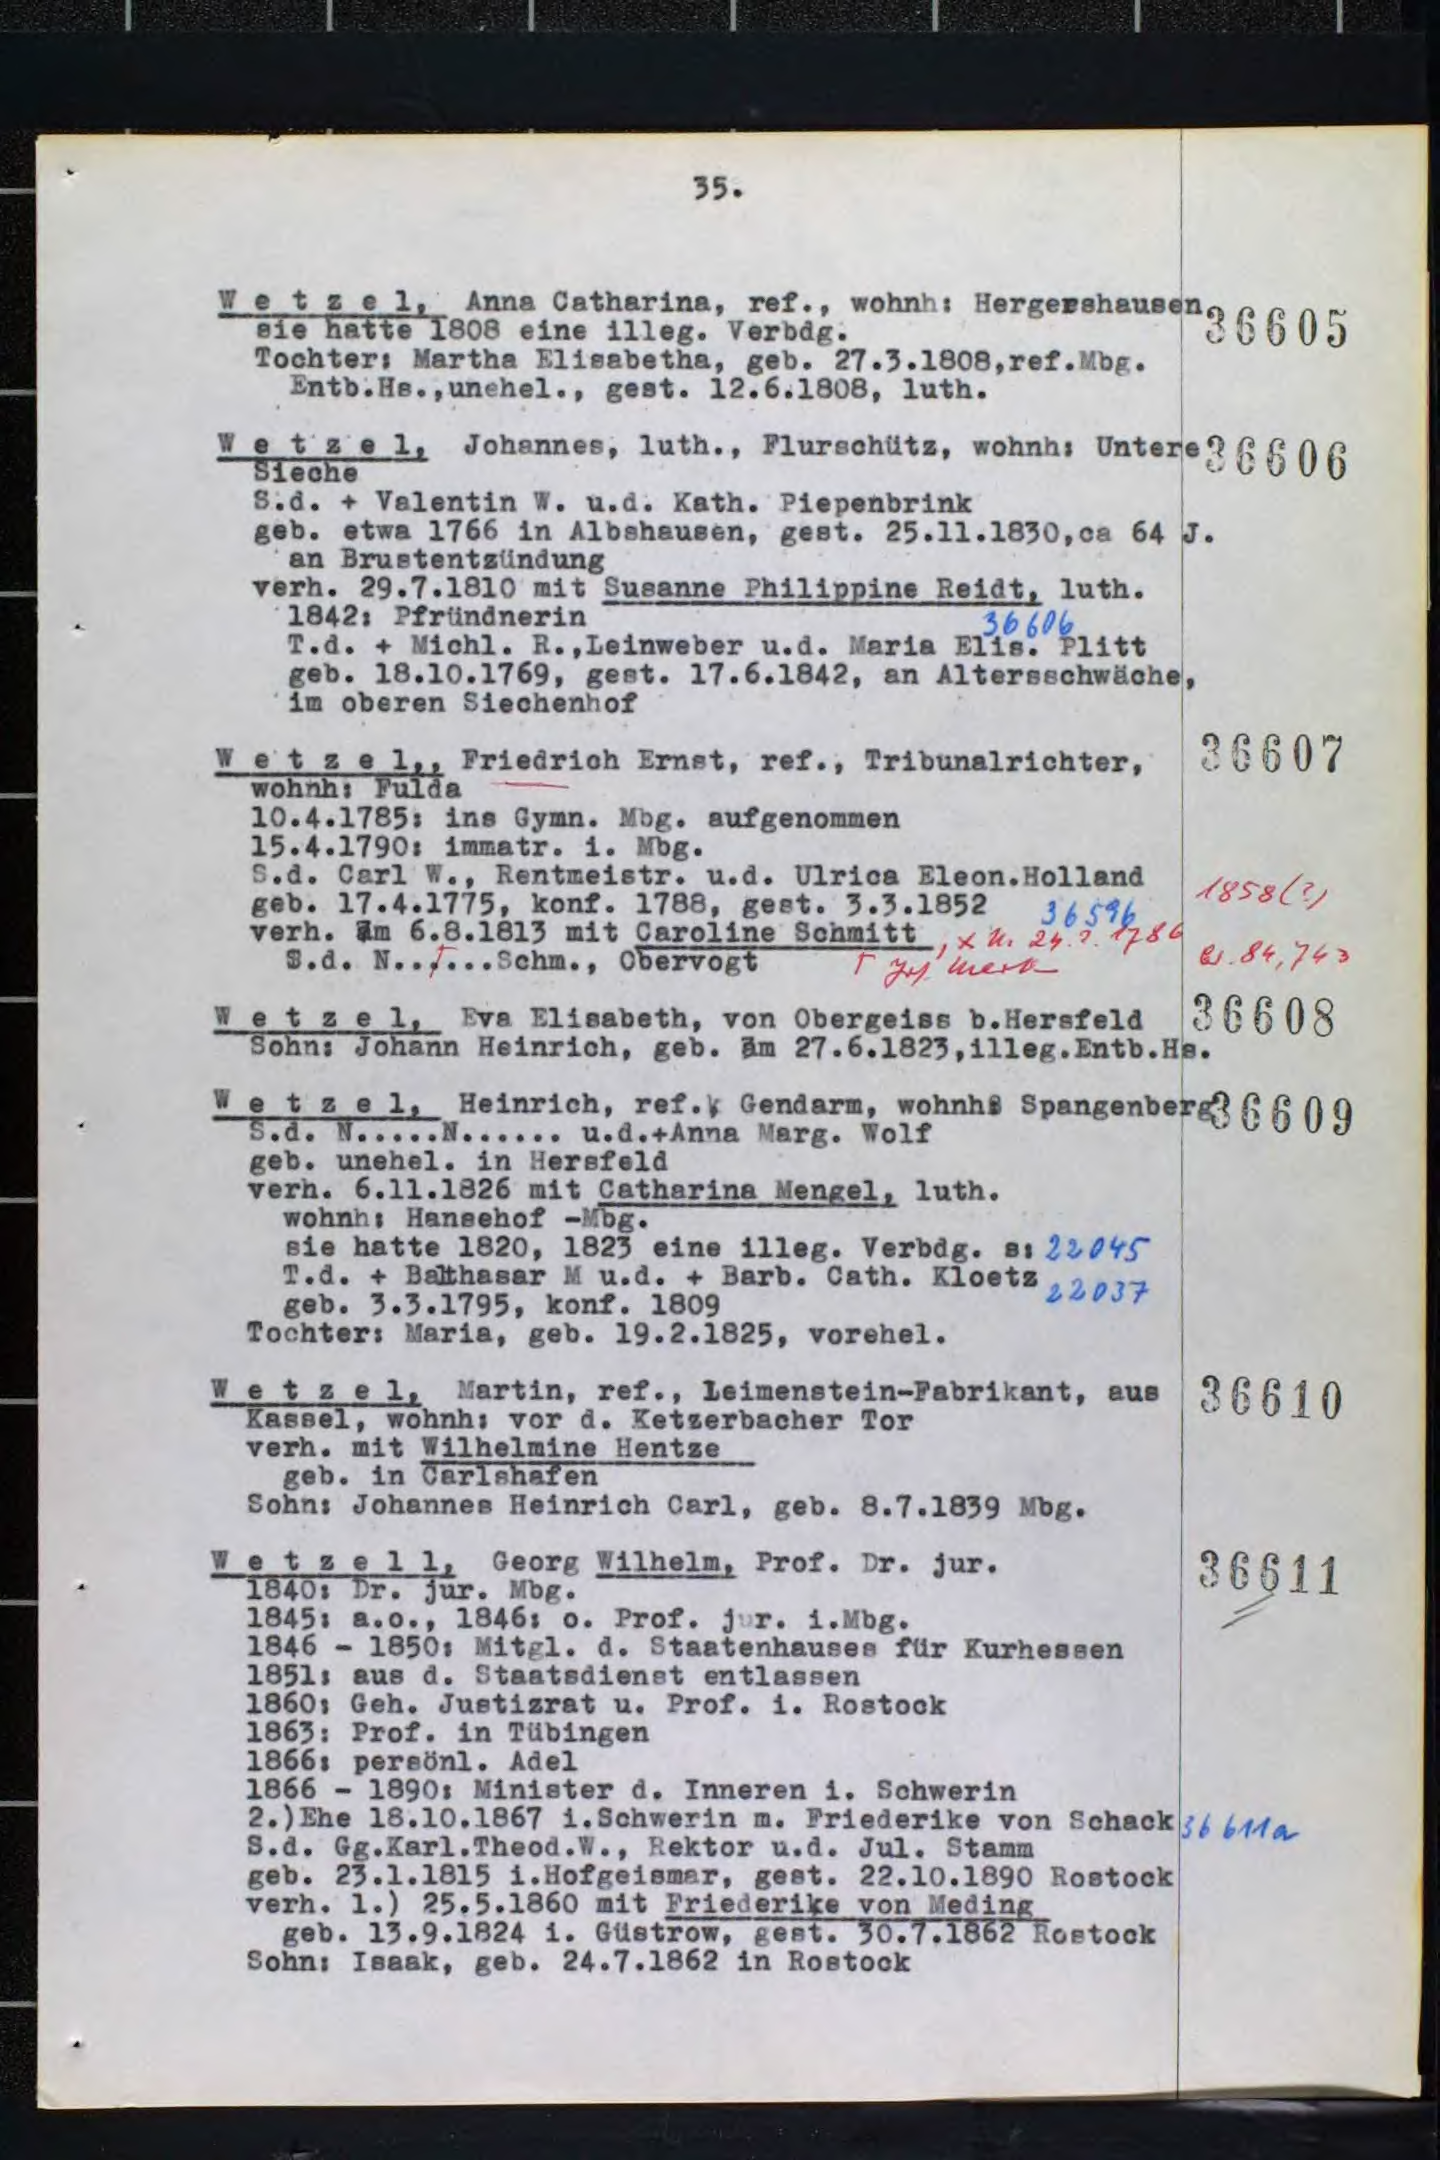 35.
W e t z e l, Anna Catharina, ref., wohnh: Hergershausen 36605
sie hatte 1808 eine illeg. Verbdg.
Tochter: Martha Elisabetha, geb. 27.3.1808,ref.Mbg.
Entb.Hs.,unehel., gest. 12.6.1808, luth.
W e t z e l, Johannes, luth., Flurschütz, wohnh: Untere 36606
Sieche
S.d. + Valentin W. u.d. Kath. Piepenbrink
geb. etwa 1766 in Albshausen, gest. 25.11.1830,ca 64 J.
an Brustentzündung
verh. 29.7.1810 mit Susanne Philippine Reidt, luth.
1842: Pfründnerin 36606
T.d. + Michl. R.,Leinweber u.d. Maria Elis. Plitt
geb. 18.10.1769, gest. 17.6.1842, an Altersschwäche,
im oberen Siechenhof
W e t z e l,, Friedrich Ernst, ref., Tribunalrichter, 36607
wohnh: Fulda
10.4.1785: ins Gymn. Mbg. aufgenommen
15.4.1790: immatr. i. Mbg.
S.d. Carl W., Rentmeistr. u.d. Ulrica Eleon.Holland 1858(?)
geb. 17.4.1775, konf. 1788, gest. 3.3.1852 36596
verh. am 6.8.1813 mit Caroline Schmitt , 24.?.1786
S.d. N......Schm., Obervogt 84,743
W e t z e l, Eva Elisabeth, von Obergeiss b.Hersfeld 36608
Sohn: Johann Heinrich, geb. am 27.6.1823,illeg.Entb.Hs.
W e t z e l, Heinrich, ref., Gendarm, wohnh: Spangenberg 36609
S.d. N.....N...... u.d.+Anna Marg. Wolf
geb. unehel. in Hersfeld
verh. 6.11.1826 mit Catharina Mengel, luth.
wohnh: Hansehof -Mbg.
sie hatte 1820, 1823 eine illeg. Verbdg. s: 22045
T.d. + Balthasar M u.d. + Barb. Cath. Kloetz 22037
geb. 3.3.1795, konf. 1809
Tochter: Maria, geb. 19.2.1825, vorehel.
W e t z e l, Martin, ref., Leimenstein-Fabrikant, aus 36610
Kassel, wohnh: vor d. Ketzerbacher Tor
verh. mit Wilhelmine Hentze
geb. in Carlshafen
Sohn: Johannes Heinrich Carl, geb. 8.7.1839 Mbg.
W e t z e l l, Georg Wilhelm, Prof. Dr. jur. 36611
1840: Dr. jur. Mbg.
1845: a.o., 1846: o. Prof. jur. i.Mbg.
1846 - 1850: Mitgl. d. Staatenhauses für Kurhessen
1851: aus d. Staatsdienst entlassen
1860: Geh. Justizrat u. Prof. i. Rostock
1863: Prof. in Tübingen
1866: persönl. Adel
1866 - 1890: Minister d. Inneren i. Schwerin
2.)Ehe 18.10.1867 i.Schwerin m. Friederike von Schack 36611a
S.d. Gg.Karl.Theod.W., Rektor u.d. Jul. Stamm
geb. 23.1.1815 i.Hofgeismar, gest. 22.10.1890 Rostock
verh. 1.) 25.5.1860 mit Friederike von Meding
geb. 13.9.1824 i. Güstrow, gest. 30.7.1862 Rostock
Sohn: Isaak, geb. 24.7.1862 in Rostock